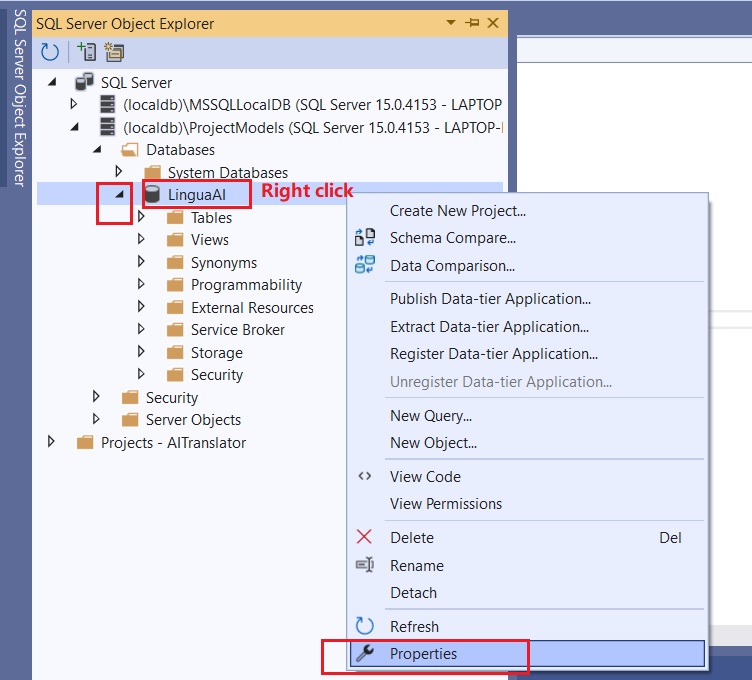 SQL Server Object Explorer
SQL Server Object Explorer
SQL Server
(localdb)\MSSQLLocalDB (SQL Server 15.0.4153 - LAPTOP
(localdb)\ProjectModels (SQL Server 15.0.4153 - LAPTOP-
Databases
System Databases
LinguaAI
Right click
Tables
Views
Synonyms
Programmability
External Resources
Service Broker
Storage
Security
Security
Server Objects
Projects - AITranslator
Create New Project...
Schema Compare...
Data Comparison...
Publish Data-tier Application...
Extract Data-tier Application...
Register Data-tier Application...
Unregister Data-tier Application...
New Query...
New Object...
View Code
View Permissions
Delete Del
Rename
Detach
Refresh
Properties